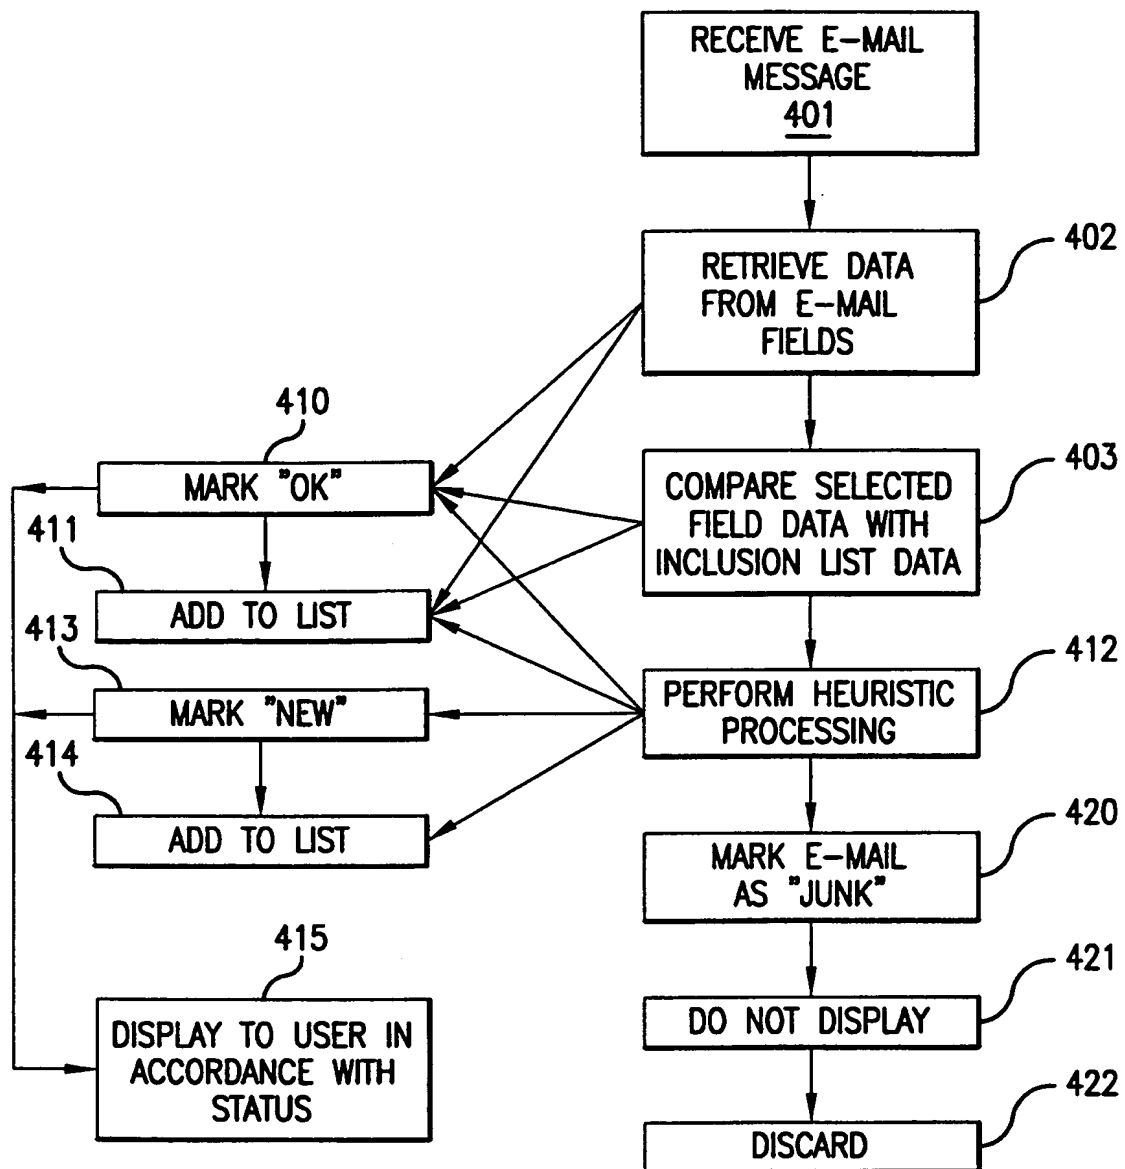 RECEIVE E-MAIL
MESSAGE
401
402
RETRIEVE DATA
FROM E-MAIL
FIELDS
410
MARK "OK"
403
COMPARE SELECTED
FIELD DATA WITH
INCLUSION LIST DATA
411
ADD TO LIST
413
MARK "NEW"
412
PERFORM HEURISTIC
PROCESSING
414
ADD TO LIST
420
MARK E-MAIL
AS "JUNK"
415
DISPLAY TO USER IN
ACCORDANCE WITH
STATUS
421
DO NOT DISPLAY
422
DISCARD